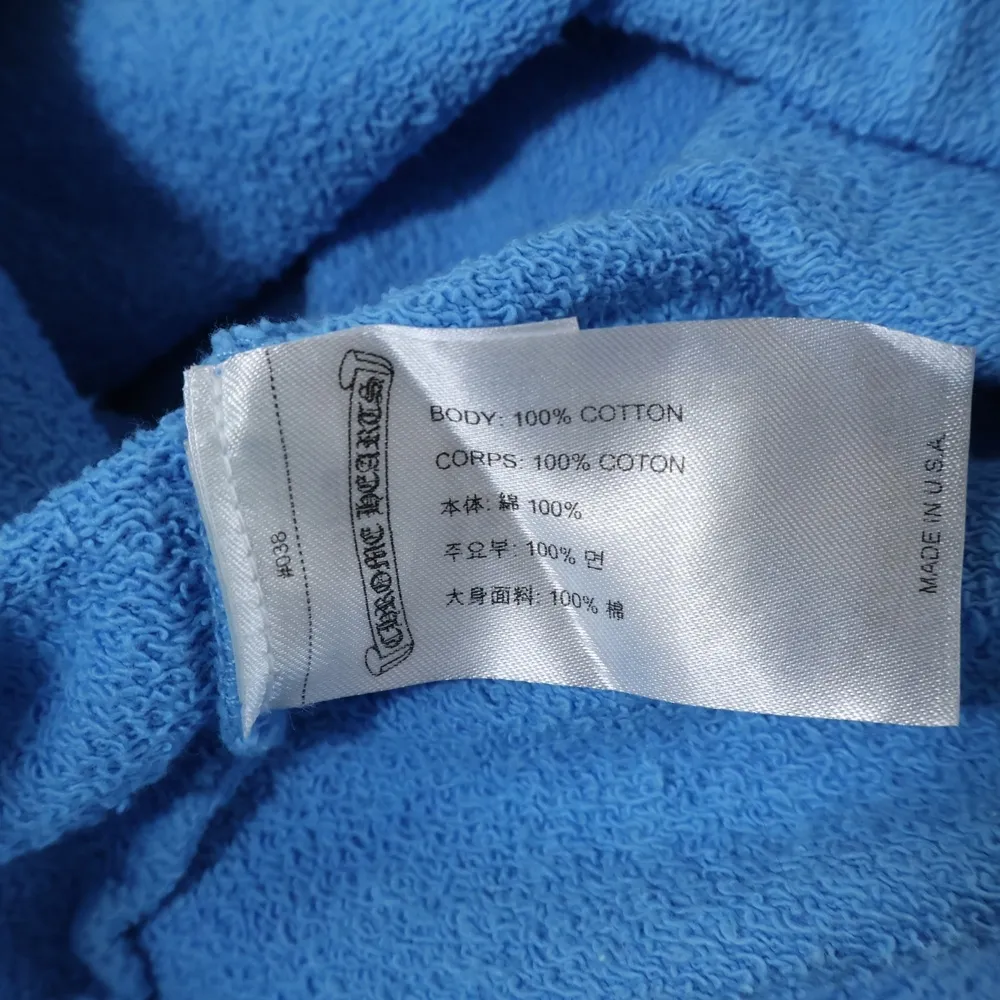 #038
CHROME HEARTS
BODY: 100% COTTON
CORPS: 100% COTON
本体: 綿 100%
주요부: 100% 면
大身面料: 100% 棉
MADE IN U.S.A.